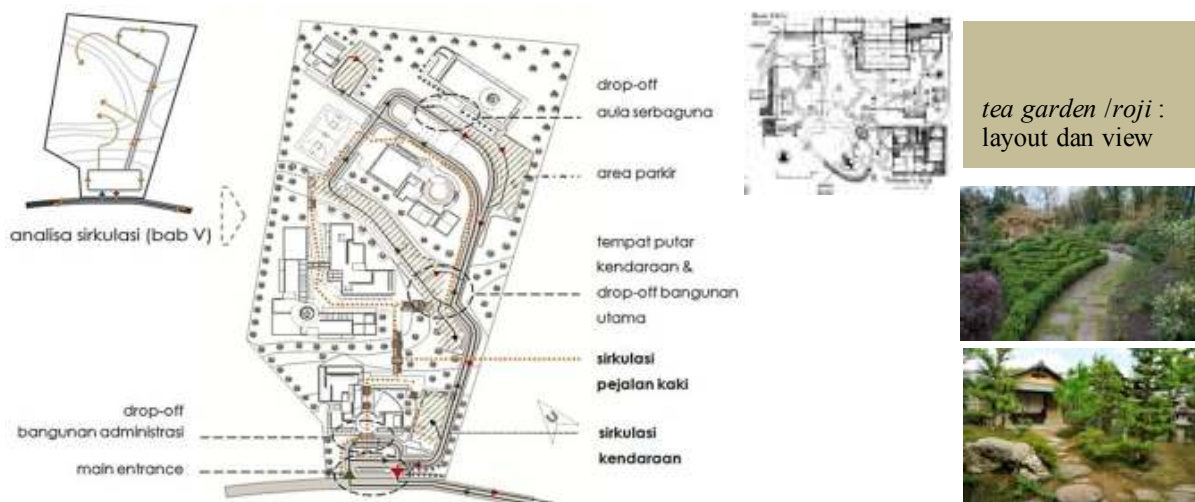 analisa sirkulasi (bab V)
drop-off
aula serbaguna
area parkir
tempat putar
kendaraan &
drop-off bangunan
utama
sirkulasi
pejalan kaki
sirkulasi
kendaraan
drop-off
bangunan administrasi
main entrance
U
tea garden /roji :
layout dan view